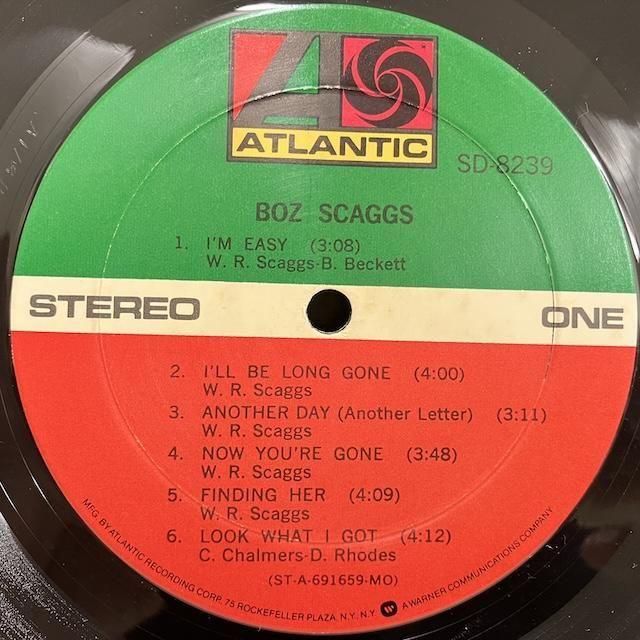 ATLANTIC
SD-8239
BOZ SCAGGS
1. I'M EASY (3:08)
W. R. Scaggs-B. Beckett
STEREO ONE
2. I'LL BE LONG GONE (4:00)
W. R. Scaggs
3. ANOTHER DAY (Another Letter) (3:11)
W. R. Scaggs
4. NOW YOU'RE GONE (3:48)
W. R. Scaggs
5. FINDING HER (4:09)
W. R. Scaggs
6. LOOK WHAT I GOT (4:12)
C. Chalmers-D. Rhodes
(ST-A-691659-MO)
MFG. BY ATLANTIC RECORDING CORP. 75 ROCKEFELLER PLAZA, N.Y. N.Y. A WARNER COMMUNICATIONS COMPANY